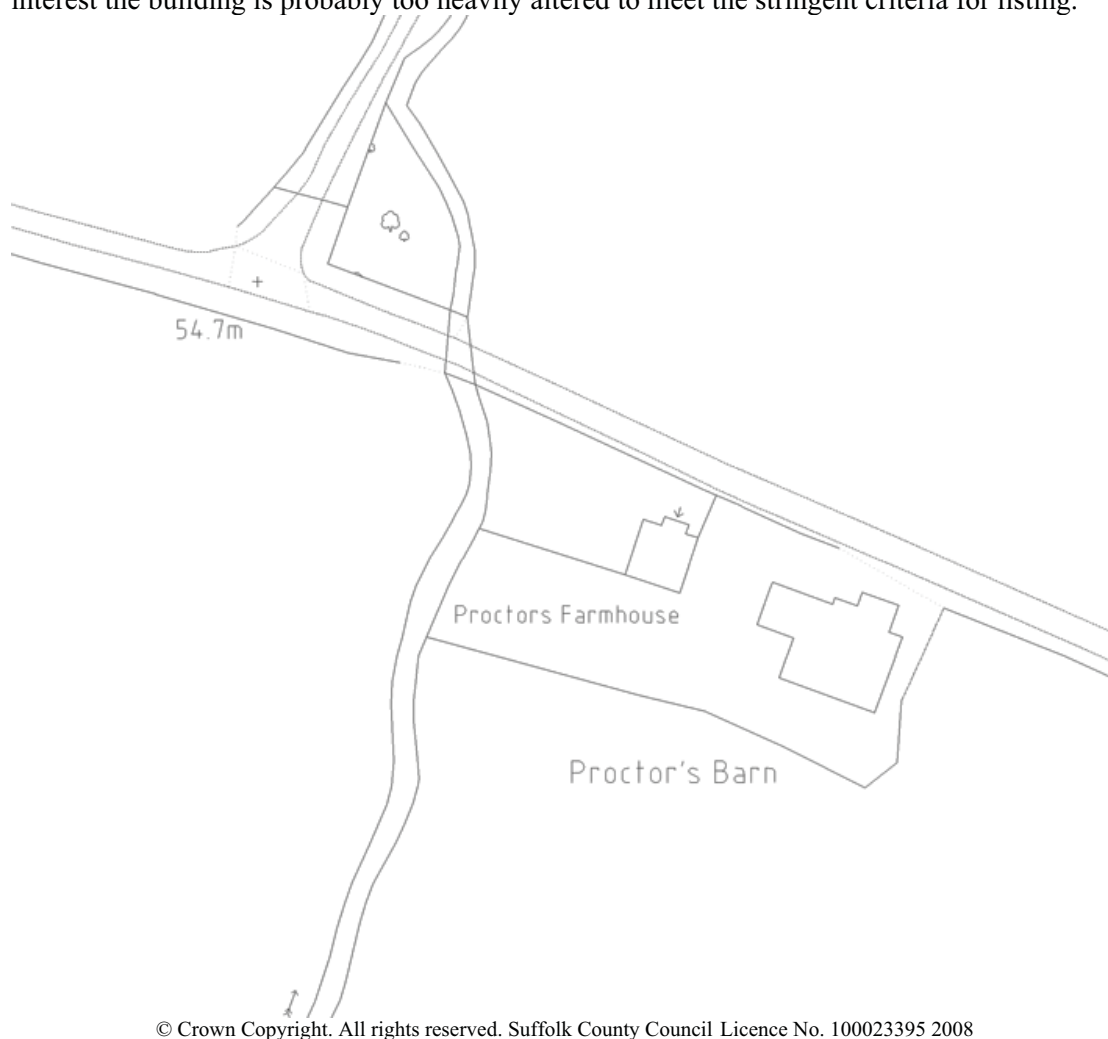 interest the building is probably too heavily altered to meet the stringent criteria for listing.
54.7m
Proctors Farmhouse
Proctor's Barn
© Crown Copyright. All rights reserved. Suffolk County Council Licence No. 100023395 2008